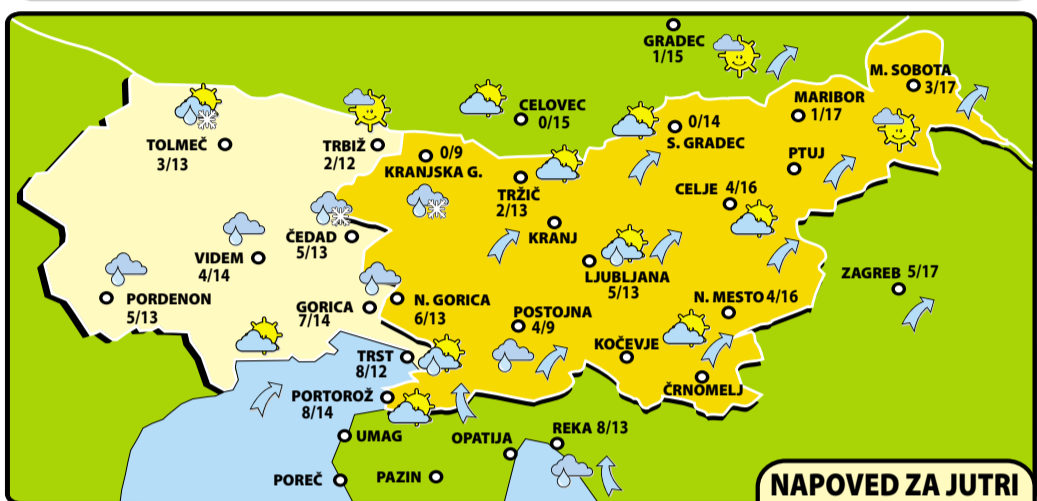 GRADEC
1/15
M. SOBOTA
3/17
MARIBOR
1/17
CELOVEC
0/15
0/14
S. GRADEC
TOLMEČ
3/13
TRBIŽ
2/12
0/9
KRANJSKA G.
PTUJ
TRŽIČ
2/13
CELJE 4/16
KRANJ
ČEDAD
5/13
VIDEM
4/14
LJUBLJANA
5/13
ZAGREB 5/17
PORDENON
5/13
GORICA
7/14
N. GORICA
6/13
N. MESTO 4/16
POSTOJNA
4/9
KOČEVJE
TRST
8/12
ČRNOMELJ
PORTOROŽ
8/14
UMAG
OPATIJA
REKA 8/13
POREČ
PAZIN
NAPOVED ZA JUTRI